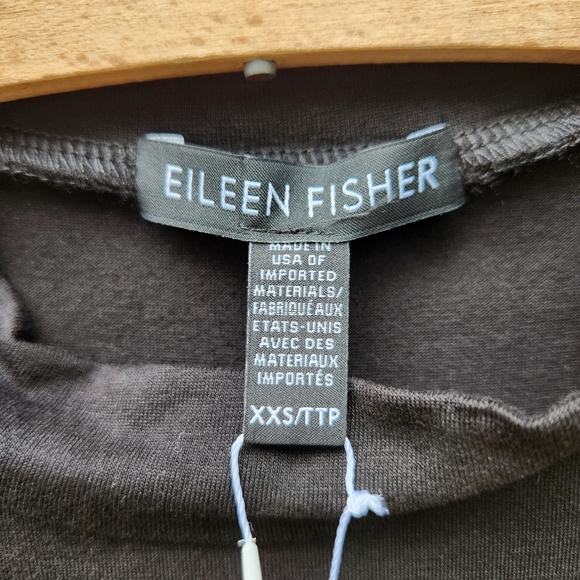 EILEEN FISHER
MADE IN
USA OF
IMPORTED
MATERIALS/
FABRIQUÉ AUX
ETATS-UNIS
AVEC DES
MATERIAUX
IMPORTÉS
XXS/TTP